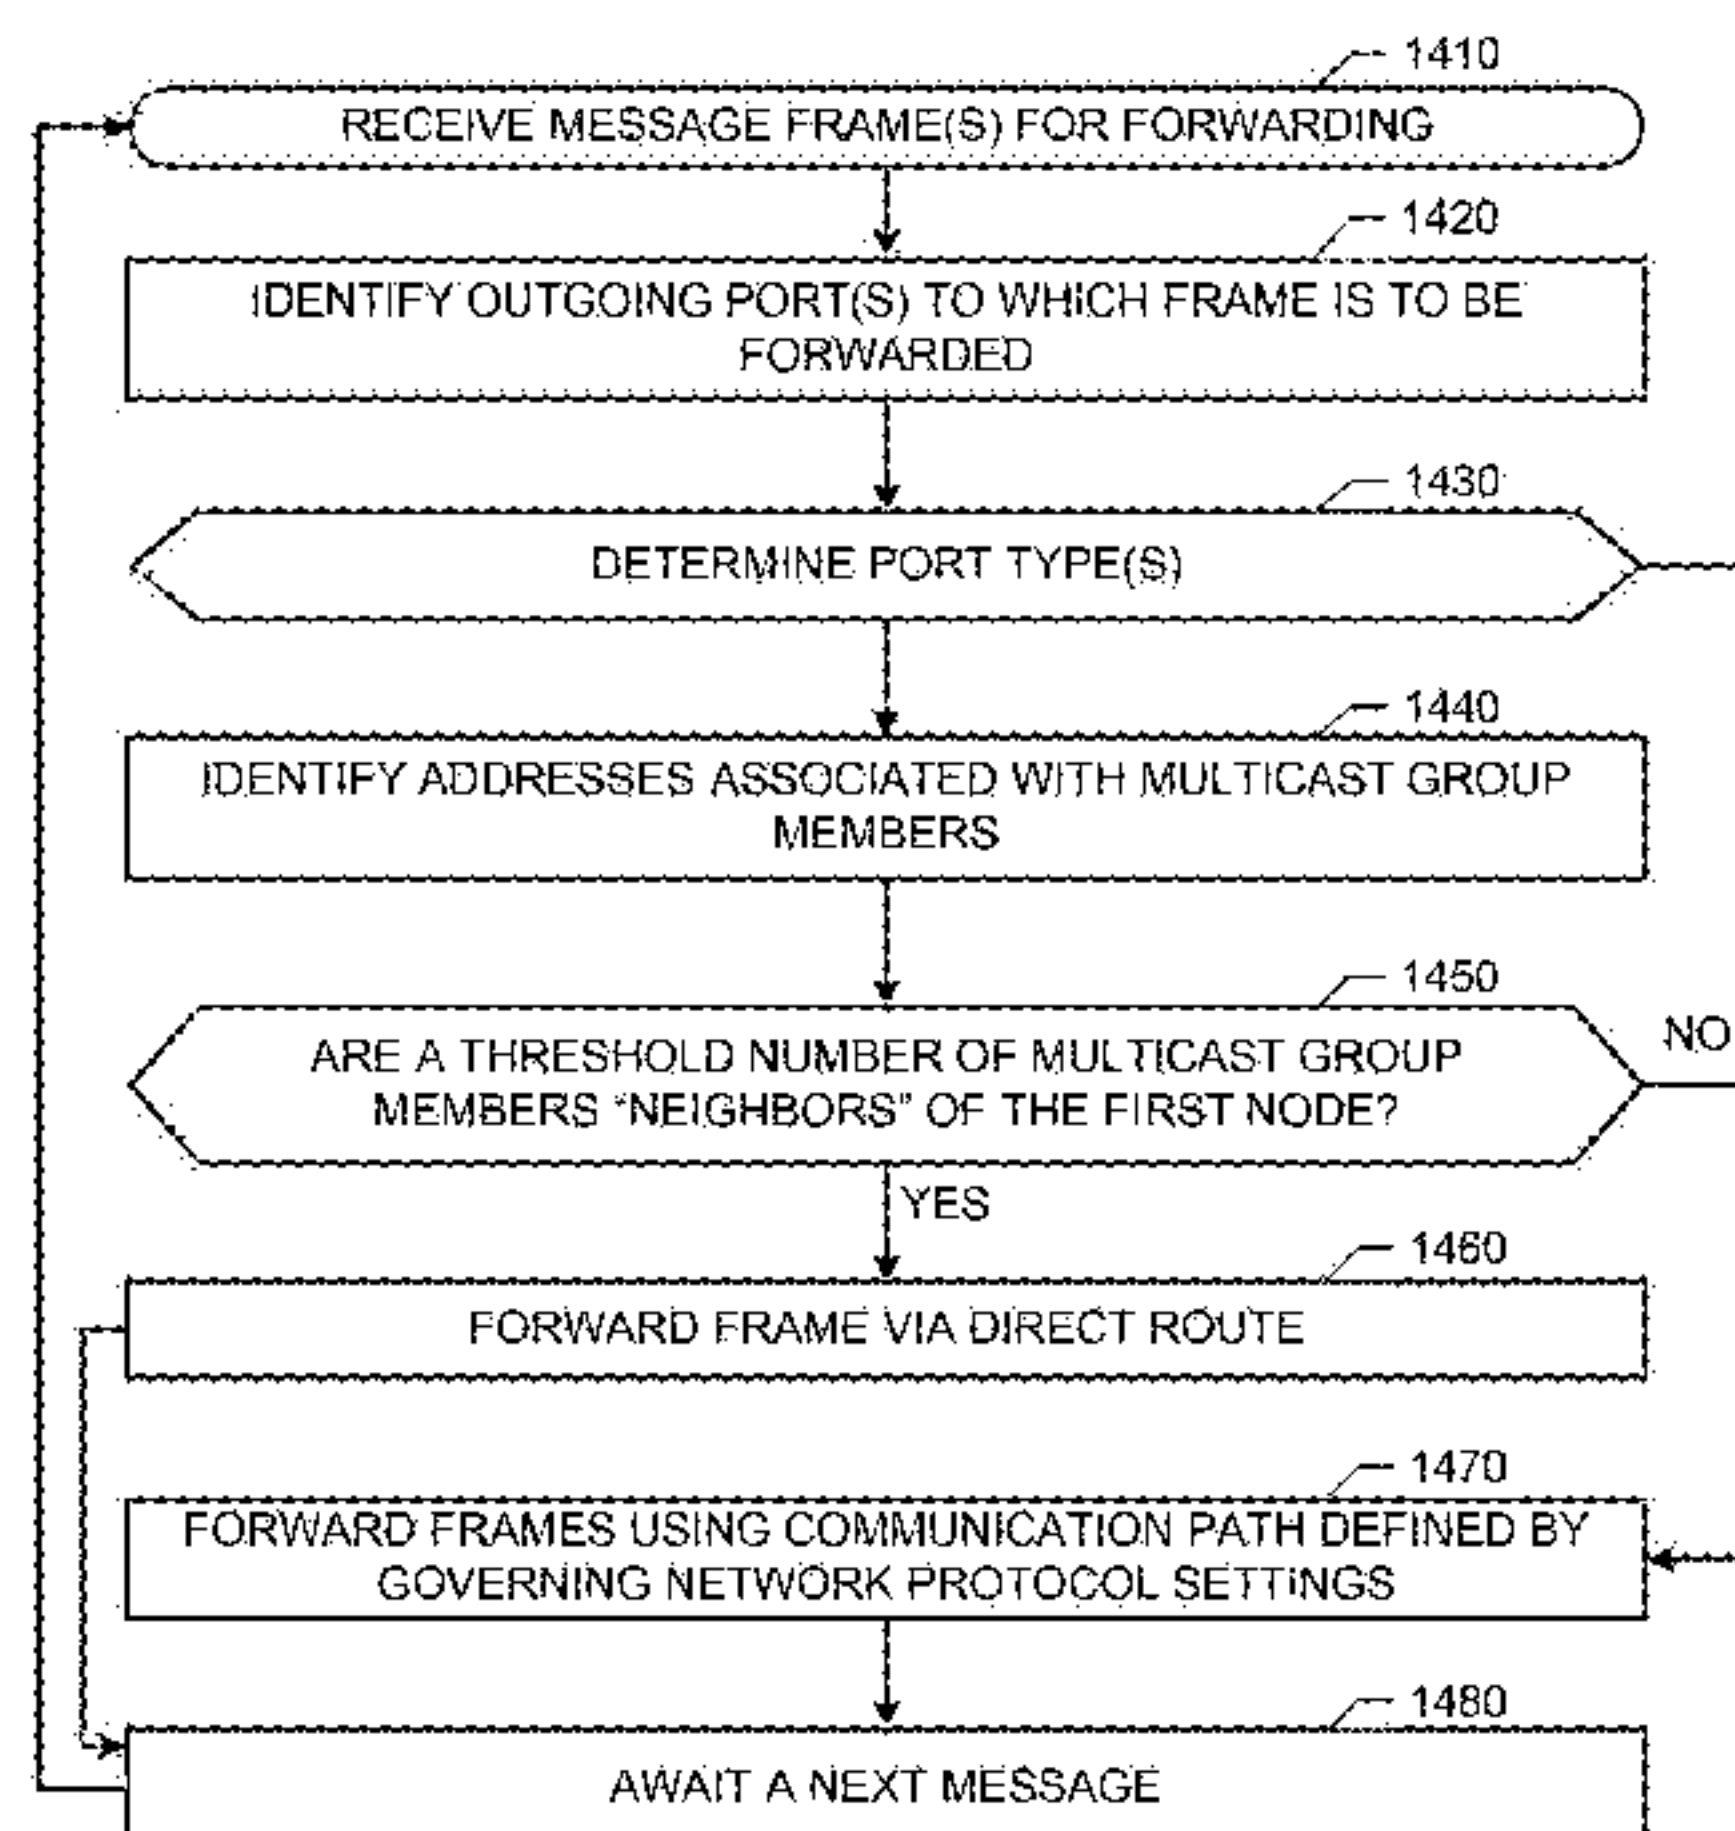 1410
RECEIVE MESSAGE FRAME(S) FOR FORWARDING
1420
IDENTIFY OUTGOING PORT(S) TO WHICH FRAME IS TO BE
FORWARDED
1430
DETERMINE PORT TYPE(S)
1440
IDENTIFY ADDRESSES ASSOCIATED WITH MULTICAST GROUP
MEMBERS
1450
NO
ARE A THRESHOLD NUMBER OF MULTICAST GROUP
MEMBERS “NEIGHBORS” OF THE FIRST NODE?
YES
1460
FORWARD FRAME VIA DIRECT ROUTE
1470
FORWARD FRAMES USING COMMUNICATION PATH DEFINED BY
GOVERNING NETWORK PROTOCOL SETTINGS
1480
AWAIT A NEXT MESSAGE